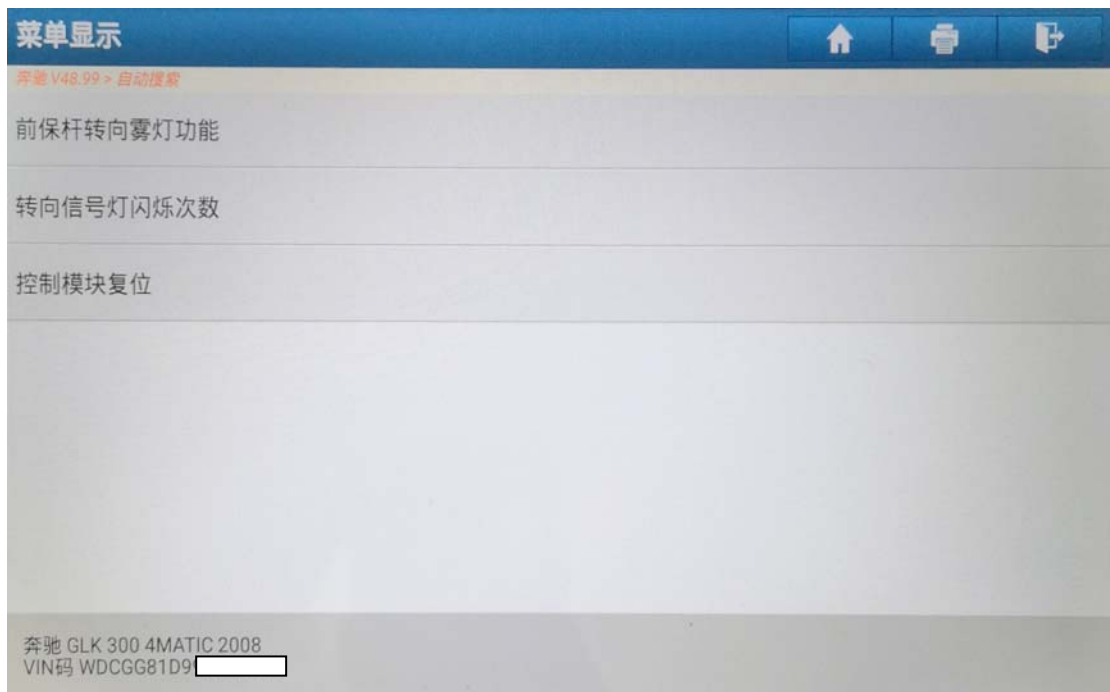 菜单显示
奔驰 V48.99 > 自动搜索
前保杆转向雾灯功能
转向信号灯闪烁次数
控制模块复位
奔驰 GLK 300 4MATIC 2008
VIN码 WDCGG81D9